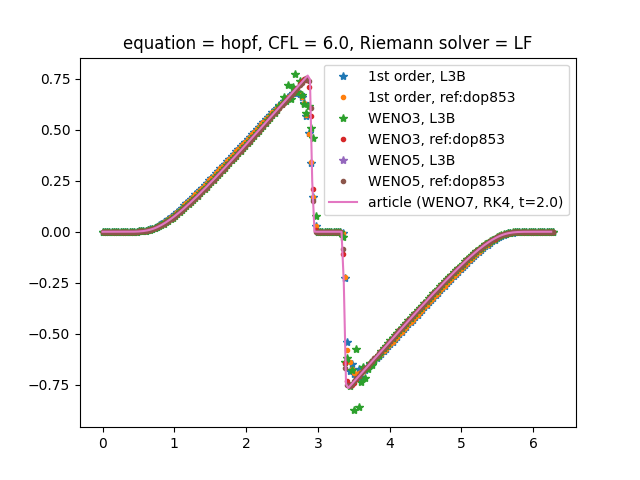 equation = hopf, CFL = 6.0, Riemann solver = LF
0.75
0.50
0.25
0.00
−0.25
−0.50
−0.75
1st order, L3B
1st order, ref:dop853
WENO3, L3B
WENO3, ref:dop853
WENO5, L3B
WENO5, ref:dop853
article (WENO7, RK4, t=2.0)
0 1 2 3 4 5 6